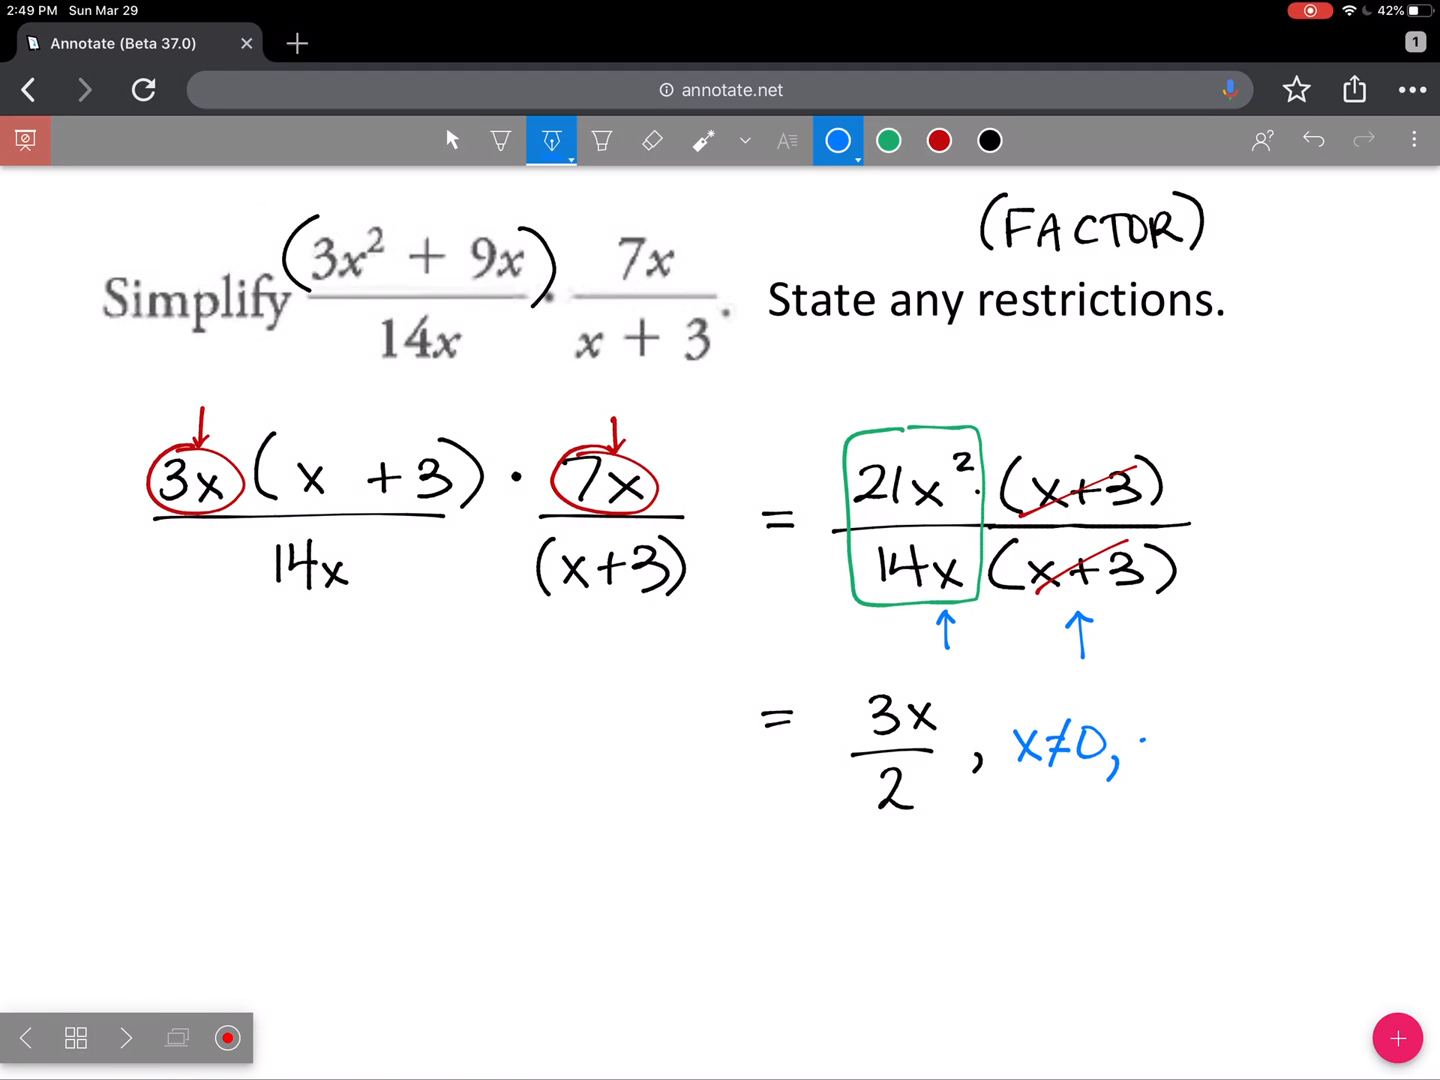 2:49 PM Sun Mar 29 42%
Annotate (Beta 37.0) 1
annotate.net
(FACTOR)
Simplify (3x² + 9x)/14x · 7x/(x + 3). State any restrictions.
3x(x + 3)/14x · 7x/(x+3) = 21x² · (x+3)/14x(x+3)
= 3x/2, x≠0,